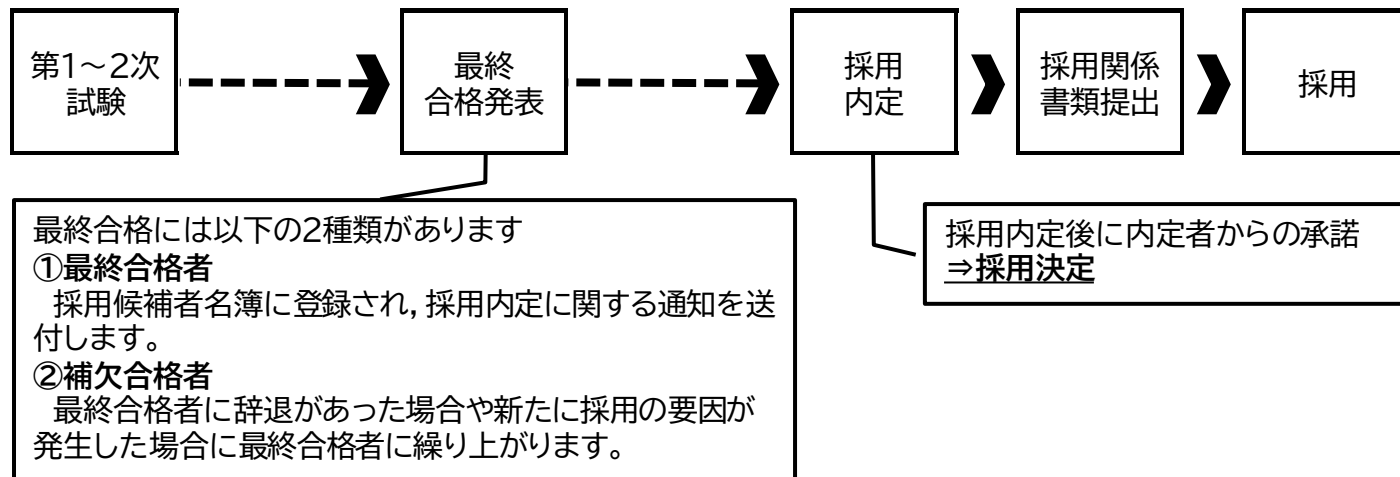 第1～2次
試験
最終
合格発表
採用
内定
採用関係
書類提出
採用
最終合格には以下の2種類があります
①最終合格者
採用候補者名簿に登録され，採用内定に関する通知を送
付します。
②補欠合格者
最終合格者に辞退があった場合や新たに採用の要因が
発生した場合に最終合格者に繰り上がります。
採用内定後に内定者からの承諾
⇒採用決定